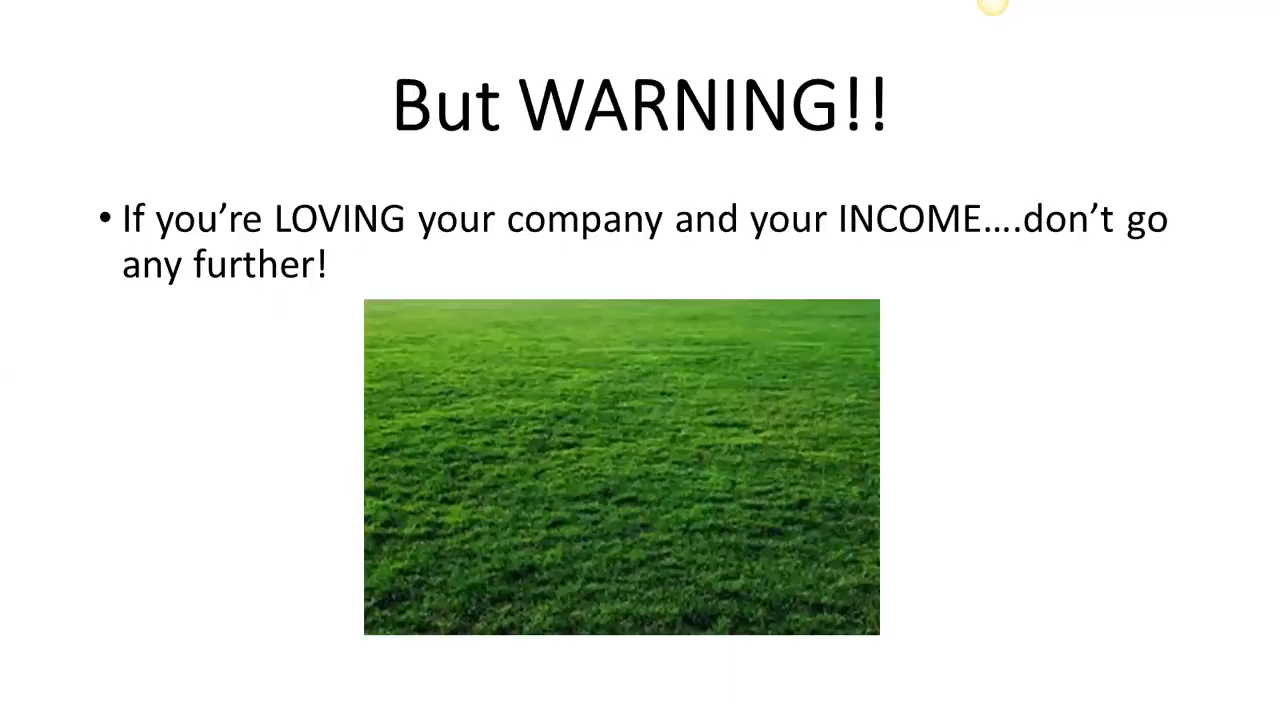 But WARNING!!
• If you’re LOVING your company and your INCOME….don’t go
any further!